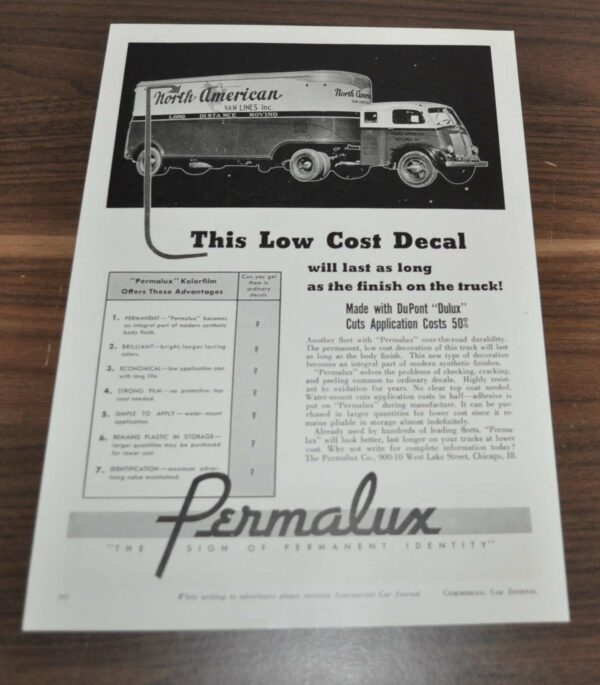 North American
VAN LINES Inc.
LONG DISTANCE MOVING
North Ameri
This Low Cost Decal
will last as long
as the finish on the truck!
"Permalux" Kolorfilm
Offers These Advantages
Can you get
these in
ordinary
decals
1. PERMANENT—"Permalux" becomes
an integral part of modern synthetic
body finish.
?
2. BRILLIANT—bright, longer lasting
colors.
?
3. ECONOMICAL—low application cost
with long life.
?
4. STRONG FILM—no protective top
coat needed.
?
5. SIMPLE TO APPLY—water-mount
application.
?
6. REMAINS PLASTIC IN STORAGE—
larger quantities may be purchased
for lower cost.
?
7. IDENTIFICATION—maximum adver-
tising value maintained.
?
Made with DuPont "Dulux"
Cuts Application Costs 50%
Another fleet with "Permalux" over-the-road durability.
The permanent, low cost decoration of this truck will last
as long as the body finish. This new type of decoration
becomes an integral part of modern synthetic finishes.
"Permalux" solves the problems of checking, cracking,
and peeling common to ordinary decals. Highly resist-
ant to oxidation for years. No clear top coat needed.
Water-mount cuts application costs in half—adhesive is
put on "Permalux" during manufacture. It can be pur-
chased in larger quantities for lower cost since it re-
mains pliable in storage almost indefinitely.
Already used by hundreds of leading fleets, "Perma-
lux" will look better, last longer on your trucks at lower
cost. Why not write for complete information today?
The Permalux Co., 900-10 West Lake Street, Chicago, Ill.
Permalux
"THE SIGN OF PERMANENT IDENTITY"
When writing to advertisers please mention Commercial Car Journal
COMMERCIAL CAR JOURNAL